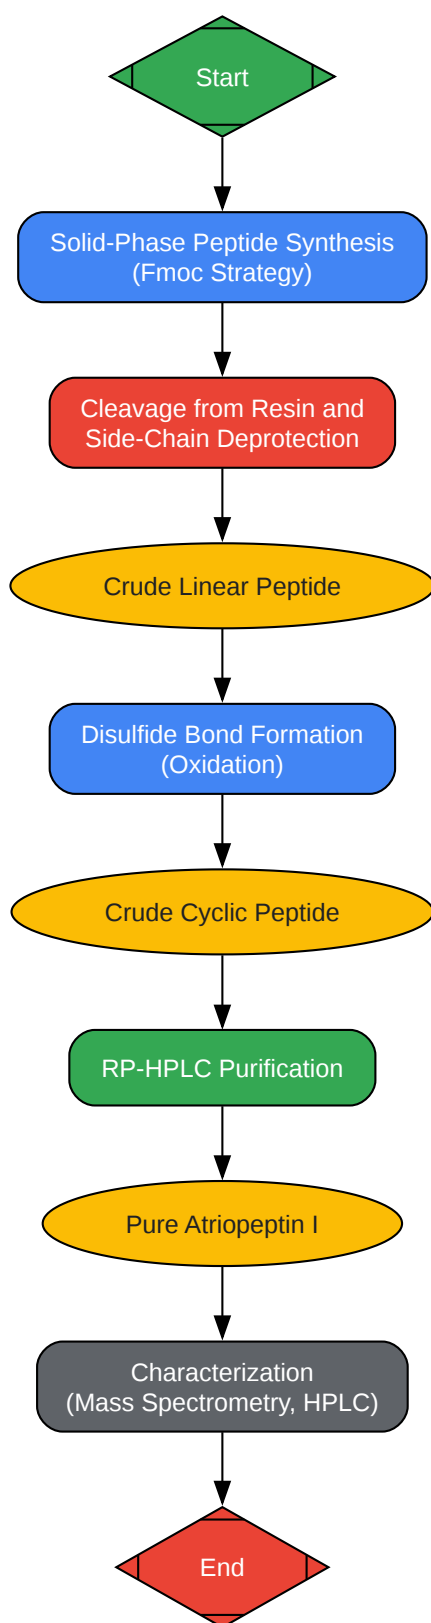 Start
Solid-Phase Peptide Synthesis
(Fmoc Strategy)
Cleavage from Resin and
Side-Chain Deprotection
Crude Linear Peptide
Disulfide Bond Formation
(Oxidation)
Crude Cyclic Peptide
RP-HPLC Purification
Pure Atriopeptin I
Characterization
(Mass Spectrometry, HPLC)
End